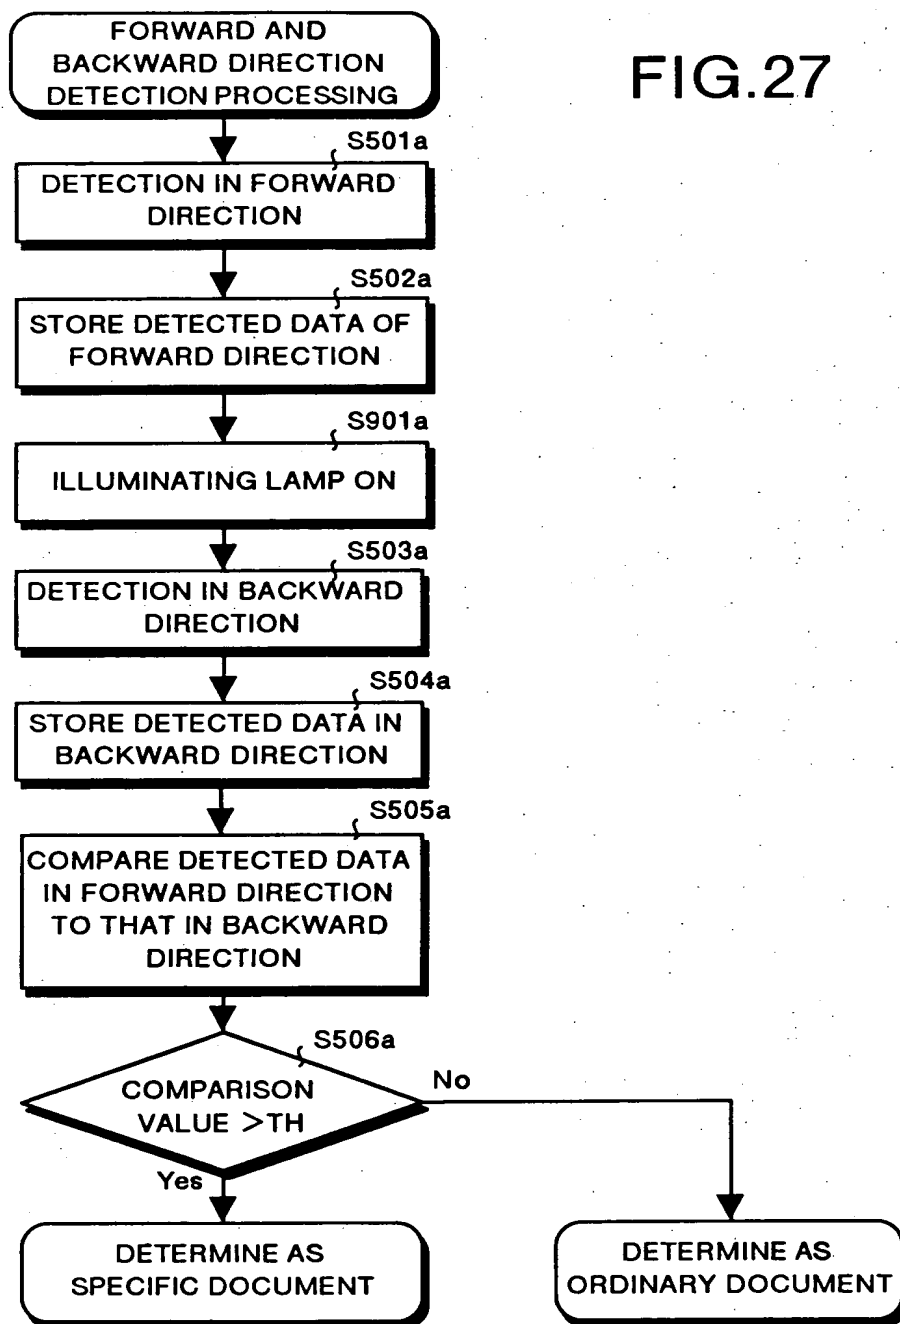 FORWARD AND
BACKWARD DIRECTION
DETECTION PROCESSING
FIG.27
S501a
DETECTION IN FORWARD
DIRECTION
S502a
STORE DETECTED DATA OF
FORWARD DIRECTION
S901a
ILLUMINATING LAMP ON
S503a
DETECTION IN BACKWARD
DIRECTION
S504a
STORE DETECTED DATA IN
BACKWARD DIRECTION
S505a
COMPARE DETECTED DATA
IN FORWARD DIRECTION
TO THAT IN BACKWARD
DIRECTION
S506a
COMPARISON
VALUE >TH
No
Yes
DETERMINE AS
SPECIFIC DOCUMENT
DETERMINE AS
ORDINARY DOCUMENT